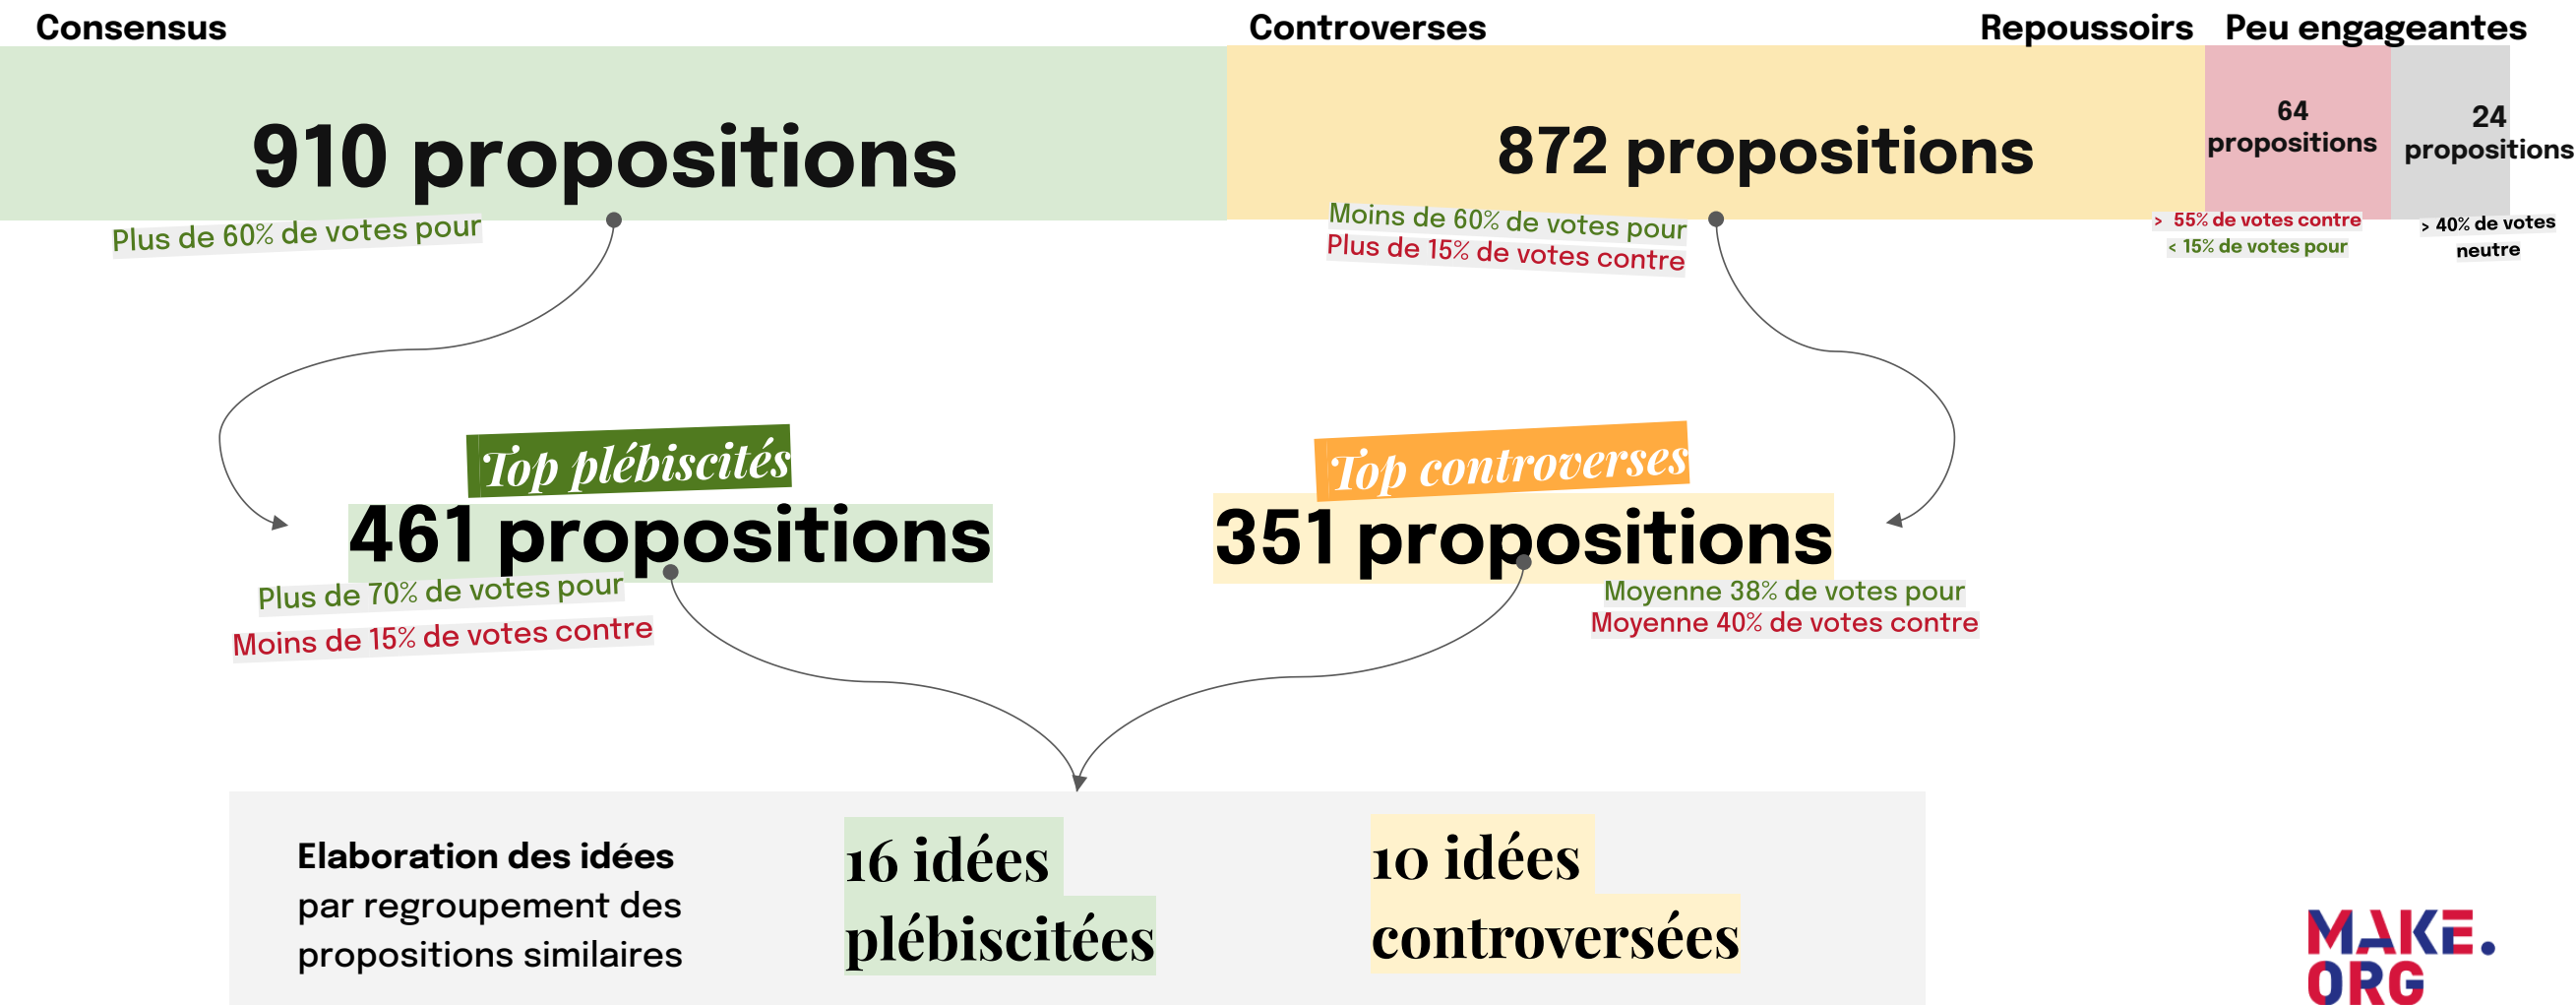 Consensus
Controverses
Repoussoirs
Peu engageantes
910 propositions
872 propositions
64
propositions
24
propositions
Plus de 60% de votes pour
Moins de 60% de votes pour
Plus de 15% de votes contre
> 55% de votes contre
< 15% de votes pour
> 40% de votes
neutre
Top plébiscités
461 propositions
Plus de 70% de votes pour
Moins de 15% de votes contre
Top controverses
351 propositions
Moyenne 38% de votes pour
Moyenne 40% de votes contre
Elaboration des idées
par regroupement des
propositions similaires
16 idées
plébiscitées
10 idées
controversées
MAKE.
ORG